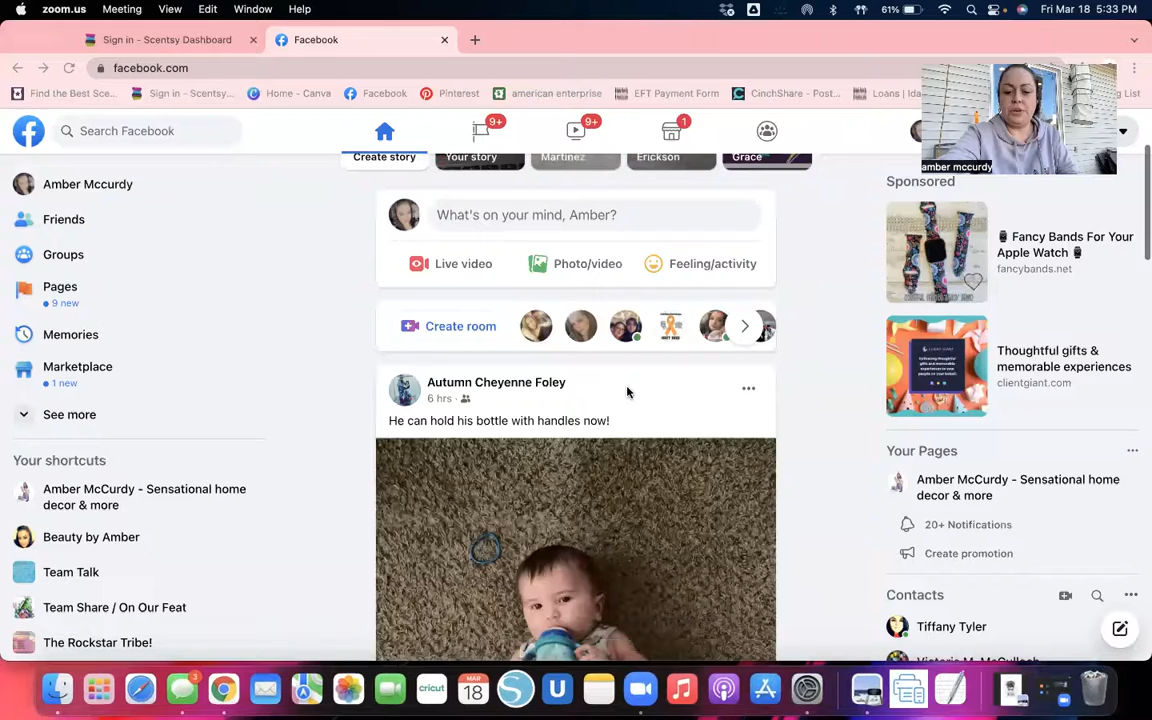 zoom.us Meeting View Edit Window Help 61% Fri Mar 18 5:33 PM
Sign in - Scentsy Dashboard Facebook
facebook.com
Find the Best Sce... Sign in - Scentsy... Home - Canva Facebook Pinterest american enterprise EFT Payment Form CinchShare - Post... Loans | Ida
Search Facebook 9+ 9+ 1
amber mccurdy
Create story Your story Martinez Erickson Grace
Amber Mccurdy
Friends
Groups
Pages
9 new
Memories
Marketplace
1 new
See more
Your shortcuts
Amber McCurdy - Sensational home
decor & more
Beauty by Amber
Team Talk
Team Share / On Our Feat
The Rockstar Tribe!
What's on your mind, Amber?
Live video Photo/video Feeling/activity
Create room
Autumn Cheyenne Foley
6 hrs ·
He can hold his bottle with handles now!
Sponsored
Fancy Bands For Your
Apple Watch
fancybands.net
Thoughtful gifts &
memorable experiences
clientgiant.com
Your Pages
Amber McCurdy - Sensational home
decor & more
20+ Notifications
Create promotion
Contacts
Tiffany Tyler
3 cricut MAR 18